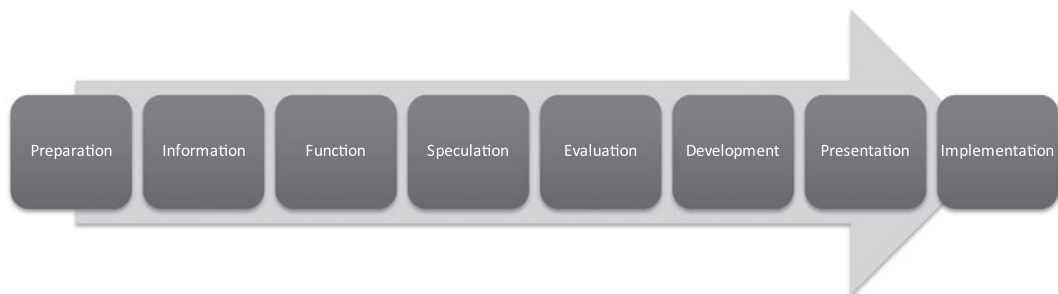 Preparation
Information
Function
Speculation
Evaluation
Development
Presentation
Implementation